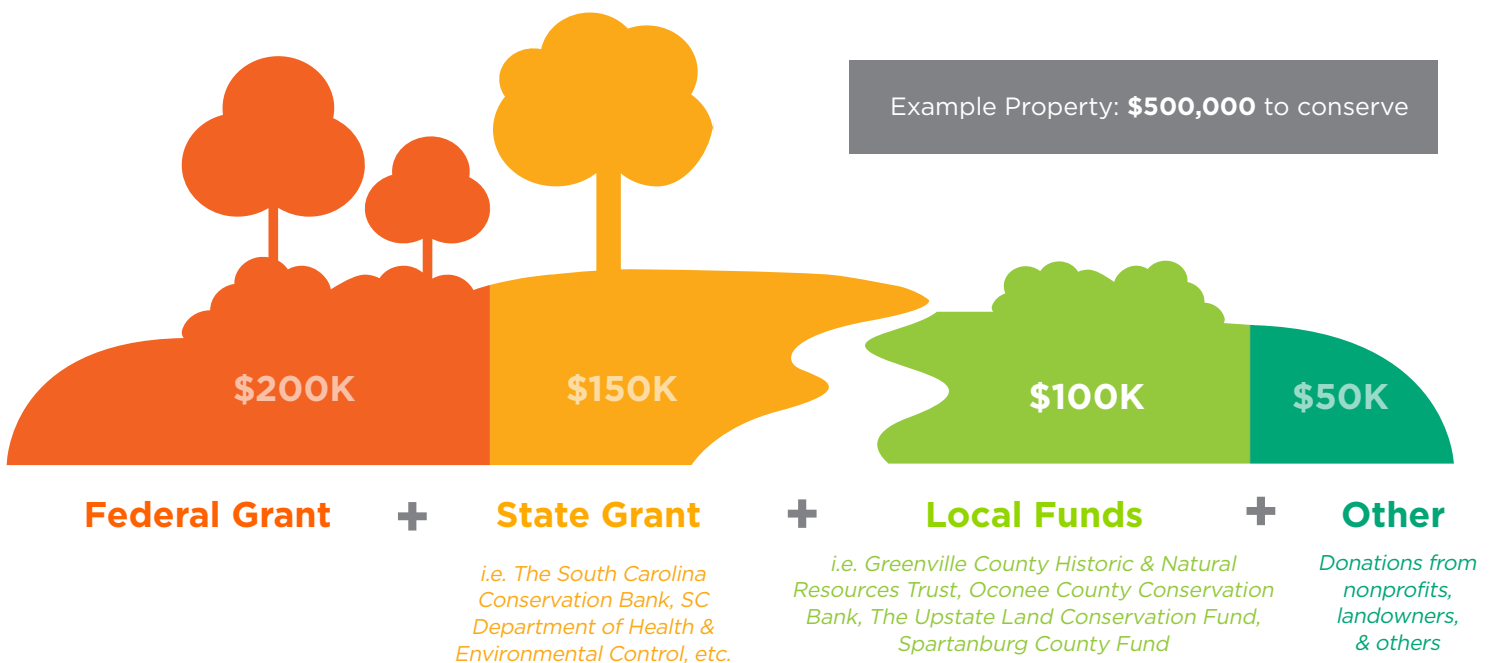 Example Property: $500,000 to conserve
$200K
$150K
$100K
$50K
Federal Grant
+
State Grant
i.e. The South Carolina
Conservation Bank, SC
Department of Health &
Environmental Control, etc.
+
Local Funds
i.e. Greenville County Historic & Natural
Resources Trust, Oconee County Conservation
Bank, The Upstate Land Conservation Fund,
Spartanburg County Fund
+
Other
Donations from
nonprofits,
landowners,
& others